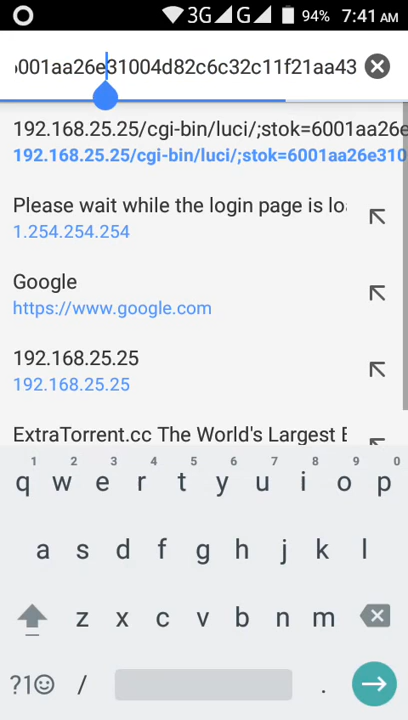 3G G 94% 7:41 AM
001aa26e31004d82c6c32c11f21aa43
192.168.25.25/cgi-bin/luci/;stok=6001aa26e
192.168.25.25/cgi-bin/luci/;stok=6001aa26e310
Please wait while the login page is loa
1.254.254.254
Google
https://www.google.com
192.168.25.25
192.168.25.25
ExtraTorrent.cc The World's Largest B
1 2 3 4 5 6 7 8 9 0
q w e r t y u i o p
a s d f g h j k l
z x c v b n m
?1 / .